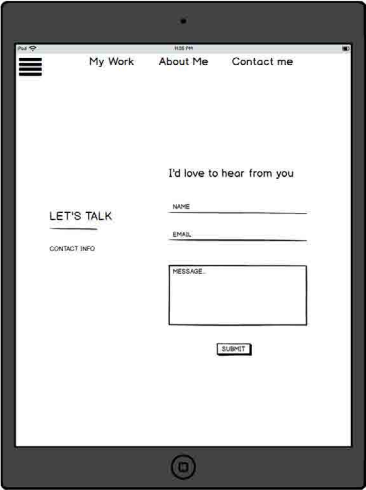 iPad
11:35 PM
My Work About Me Contact me
I'd love to hear from you
NAME
LET'S TALK
EMAIL
CONTACT INFO
MESSAGE..
SUBMIT